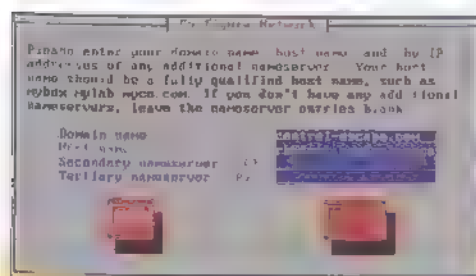 Configure Network
Please enter your domain name, host name, and the IP
addresses of any additional nameservers. Your host
name should be a fully qualified host name, such as
mybox.mylab.myco.com. If you don't have any additional
nameservers, leave the nameserver entries blank.
Domain name
Host name
Secondary nameserver
Tertiary nameserver